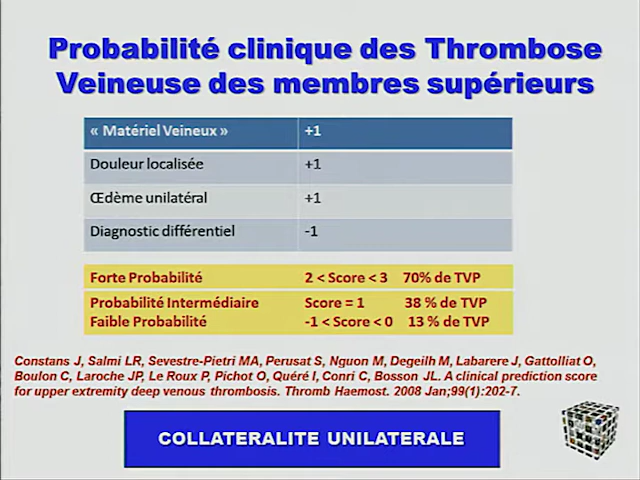 Probabilité clinique des Thrombose
Veineuse des membres supérieurs
« Matériel Veineux » +1
Douleur localisée +1
Œdème unilatéral +1
Diagnostic différentiel -1
Forte Probabilité 2 < Score < 3 70% de TVP
Probabilité Intermédiaire Score = 1 38 % de TVP
Faible Probabilité -1 < Score < 0 13 % de TVP
Constans J, Salmi LR, Sevestre-Pietri MA, Perusat S, Nguon M, Degeilh M, Labarere J, Gattolliat O,
Boulon C, Laroche JP, Le Roux P, Pichot O, Quéré I, Conri C, Bosson JL. A clinical prediction score
for upper extremity deep venous thrombosis. Thromb Haemost. 2008 Jan;99(1):202-7.
COLLATERALITE UNILATERALE